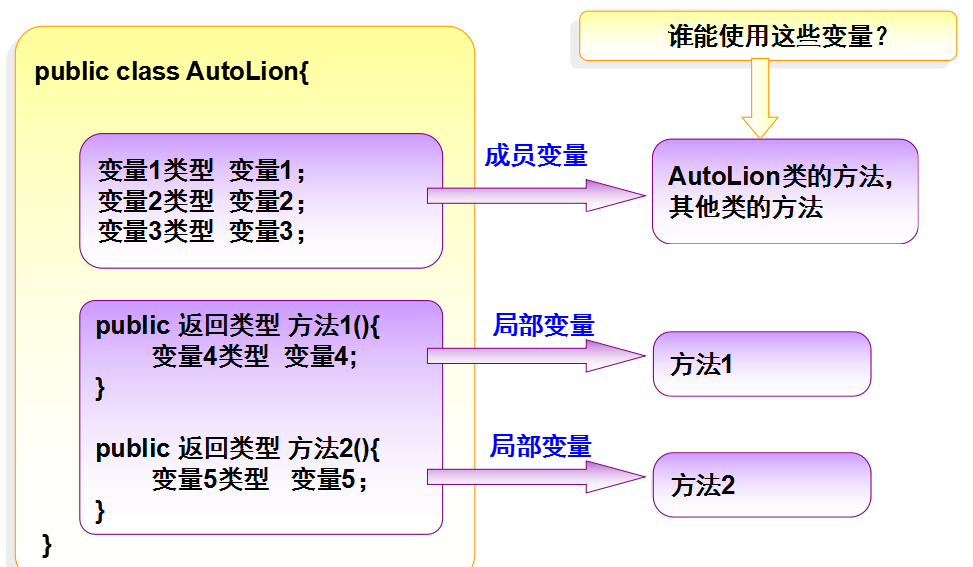 谁能使用这些变量？
public class AutoLion{
变量1类型 变量1；
变量2类型 变量2；
变量3类型 变量3；
成员变量
AutoLion类的方法,
其他类的方法
public 返回类型 方法1(){
变量4类型 变量4;
}
局部变量
方法1
public 返回类型 方法2(){
变量5类型 变量5；
}
局部变量
方法2
}